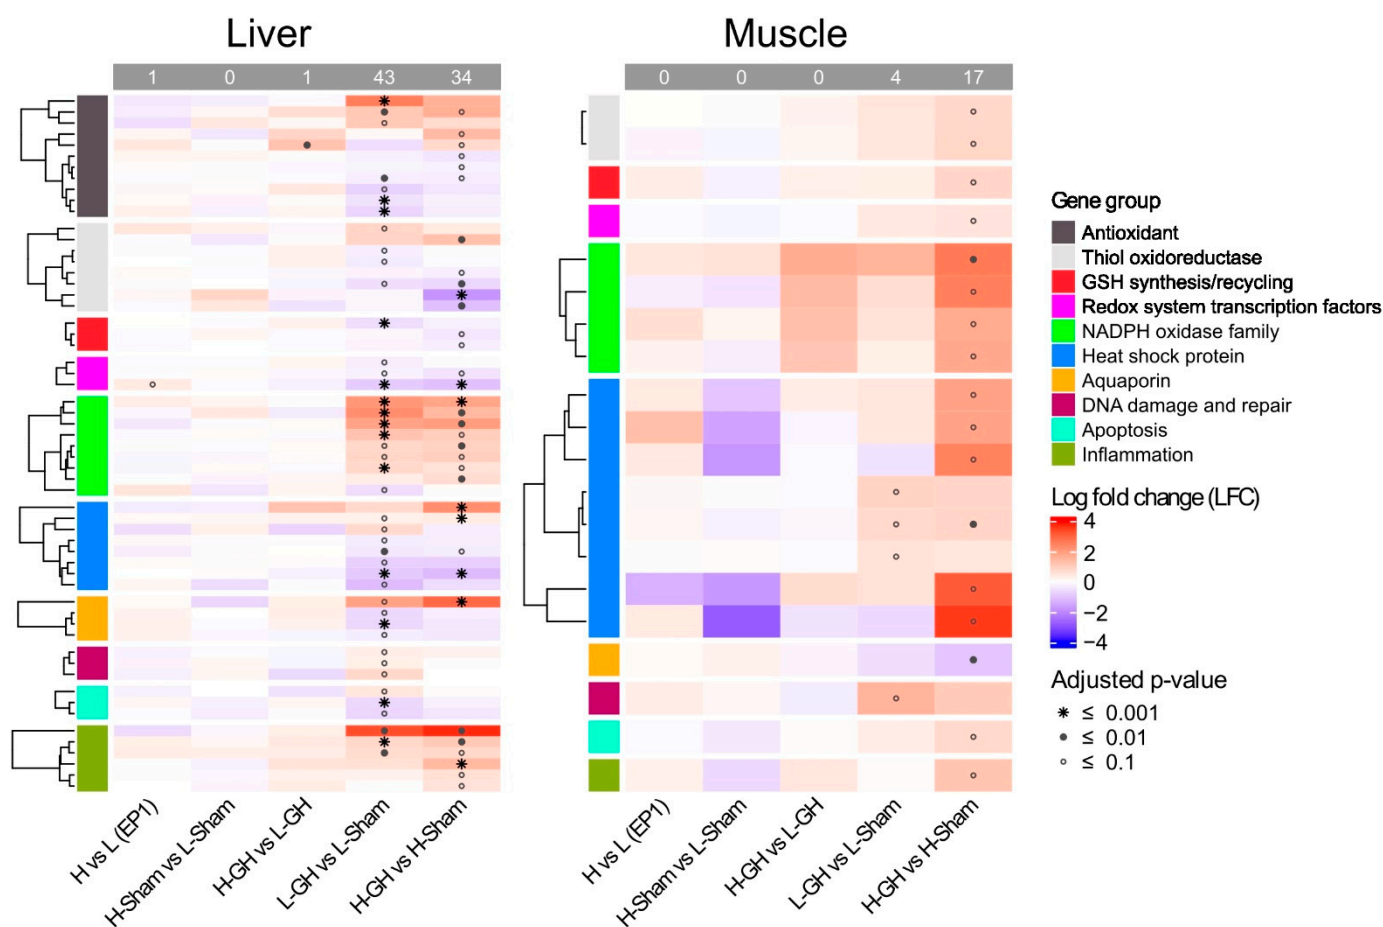 Liver
Muscle
1 0 1 43 34
0 0 0 4 17
Gene group
Antioxidant
Thiol oxidoreductase
GSH synthesis/recycling
Redox system transcription factors
NADPH oxidase family
Heat shock protein
Aquaporin
DNA damage and repair
Apoptosis
Inflammation
Log fold change (LFC)
4
2
0
−2
−4
Adjusted p-value
≤ 0.001
≤ 0.01
≤ 0.1
H vs L (EP1)
H-Sham vs L-Sham
H-GH vs L-GH
L-GH vs L-Sham
H-GH vs H-Sham
H vs L (EP1)
H-Sham vs L-Sham
H-GH vs L-GH
L-GH vs L-Sham
H-GH vs H-Sham